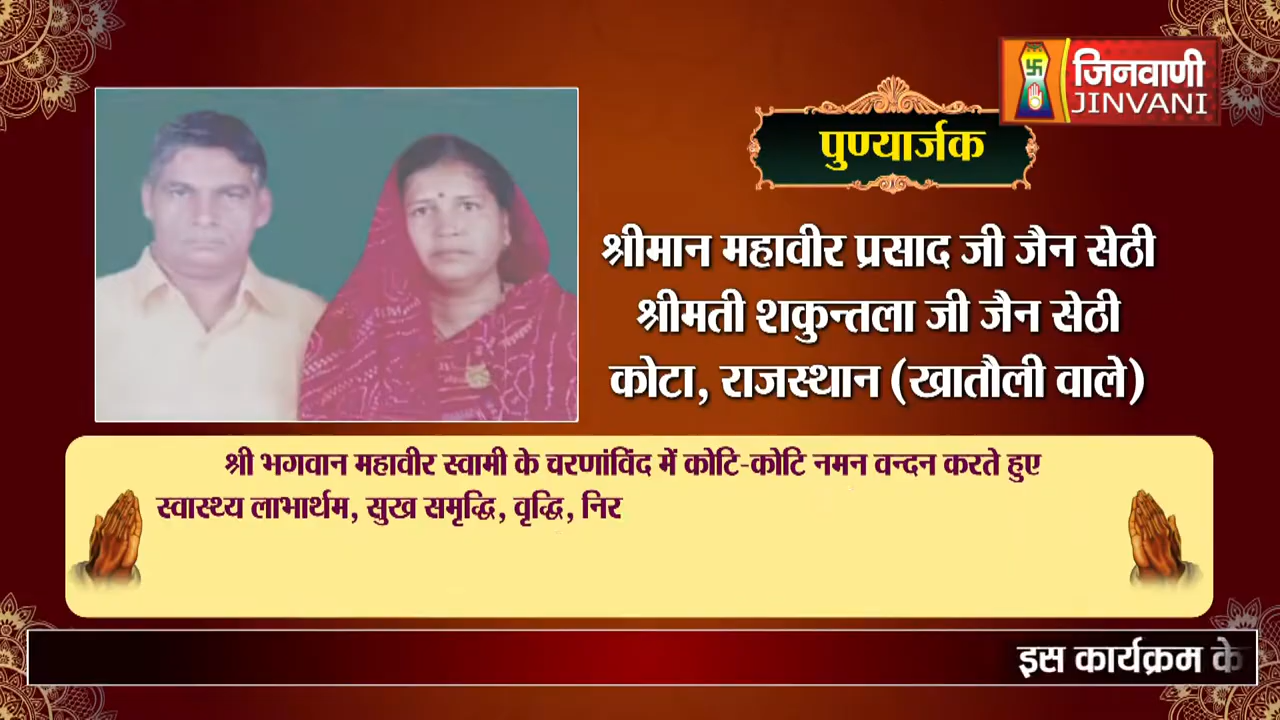 जिनवाणी
JINVANI
पुण्यार्जक
श्रीमान महावीर प्रसाद जी जैन सेठी
श्रीमती शकुन्तला जी जैन सेठी
कोटा, राजस्थान (खातौली वाले)
श्री भगवान महावीर स्वामी के चरणांविंद में कोटि-कोटि नमन वन्दन करते हुए
स्वास्थ्य लाभार्थम, सुख समृद्धि, वृद्धि, निर
इस कार्यक्रम के